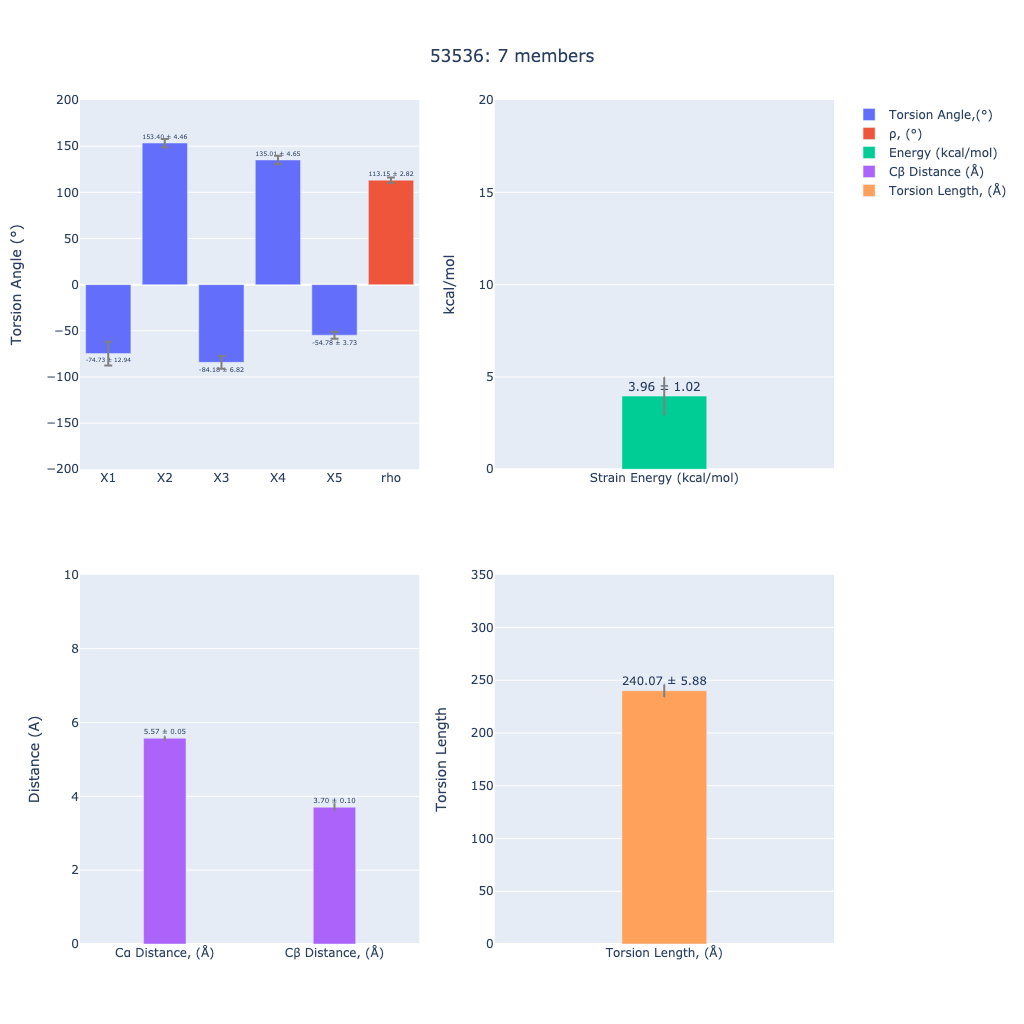 53536: 7 members
Torsion Angle (°)
200
150
100
50
0
−50
−100
−150
−200
-74.73 ± 12.94
153.40 ± 4.46
-84.18 ± 6.82
135.01 ± 4.65
-54.78 ± 3.73
113.15 ± 2.82
X1 X2 X3 X4 X5 rho
kcal/mol
20
15
10
5
0
3.96 ± 1.02
Strain Energy (kcal/mol)
Torsion Angle,(°)
ρ, (°)
Energy (kcal/mol)
Cβ Distance (Å)
Torsion Length, (Å)
Distance (A)
10
8
6
4
2
0
5.57 ± 0.05
3.70 ± 0.10
Cα Distance, (Å) Cβ Distance, (Å)
Torsion Length
350
300
250
200
150
100
50
0
240.07 ± 5.88
Torsion Length, (Å)